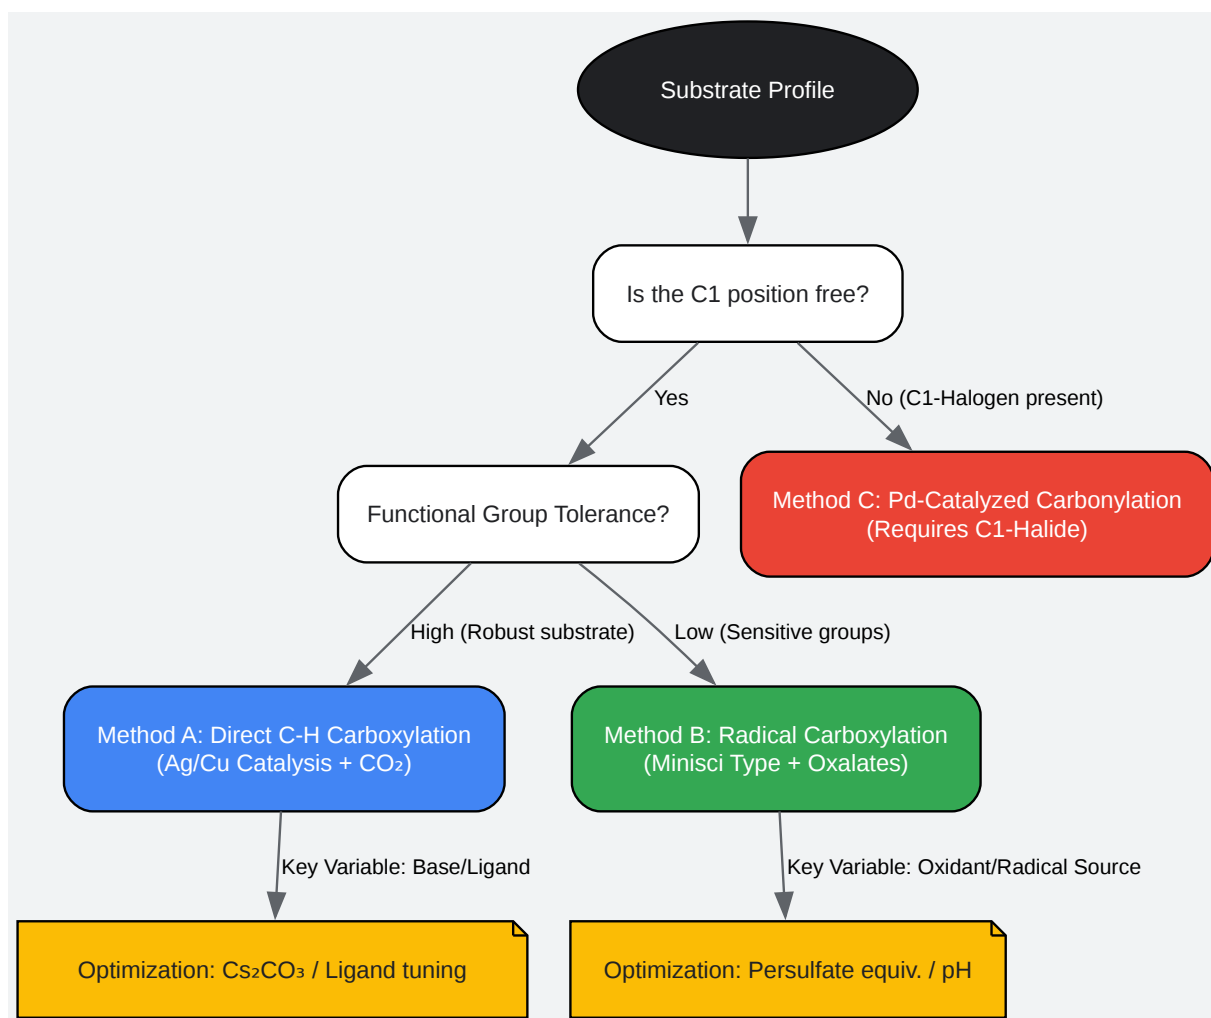 Substrate Profile
Is the C1 position free?
Yes
No (C1-Halogen present)
Functional Group Tolerance?
Method C: Pd-Catalyzed Carbonylation
(Requires C1-Halide)
High (Robust substrate)
Low (Sensitive groups)
Method A: Direct C-H Carboxylation
(Ag/Cu Catalysis + CO₂)
Method B: Radical Carboxylation
(Minisci Type + Oxalates)
Key Variable: Base/Ligand
Key Variable: Oxidant/Radical Source
Optimization: Cs₂CO₃ / Ligand tuning
Optimization: Persulfate equiv. / pH